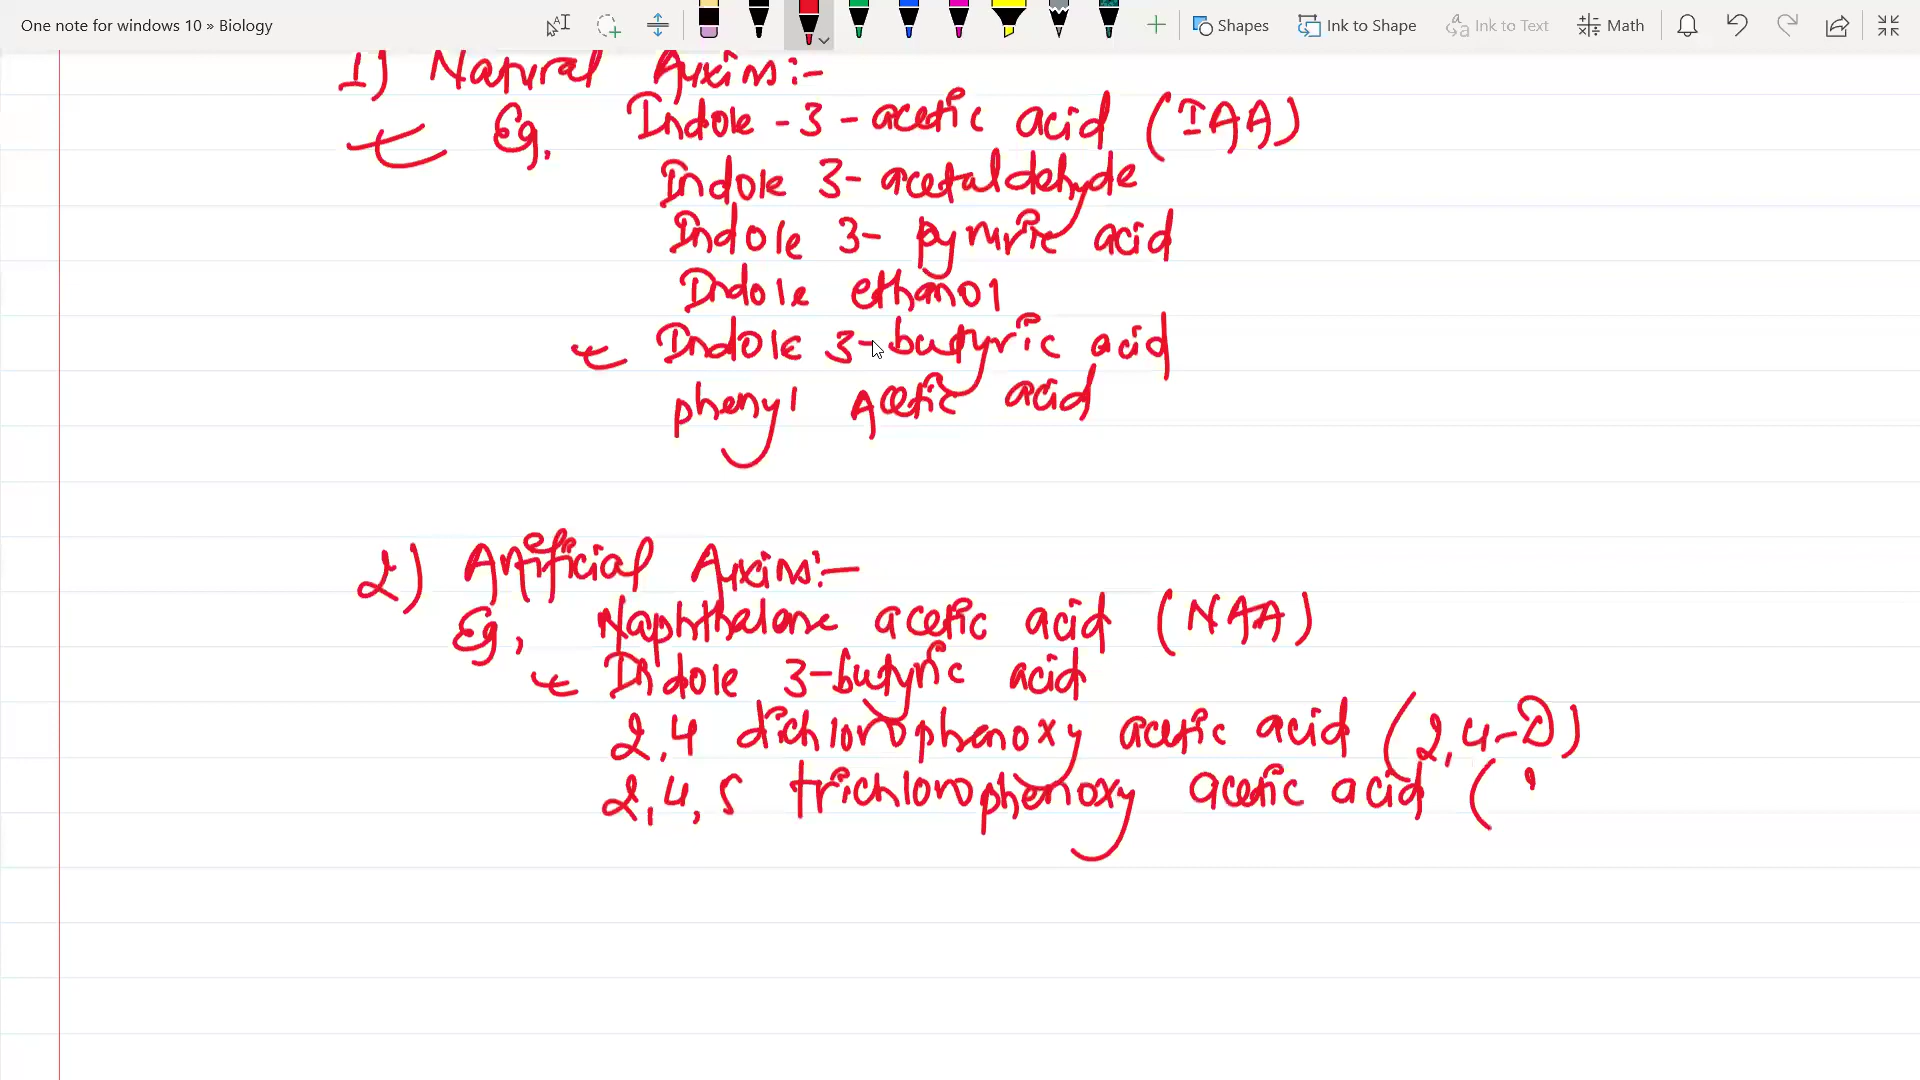 One note for windows 10 » Biology Shapes Ink to Shape Ink to Text Math
1) Natural Auxins:-
Eg, Indole -3 - acetic acid (IAA)
Indole 3- acetaldehyde
Indole 3- pyruvic acid
Indole ethanol
Indole 3-butyric acid
phenyl Acetic acid
2) Artificial Auxins:-
Eg, Naphthalene acetic acid (NAA)
Indole 3-butyric acid
2,4 dichlorophenoxy acetic acid (2,4-D)
2,4,5 trichlorophenoxy acetic acid (